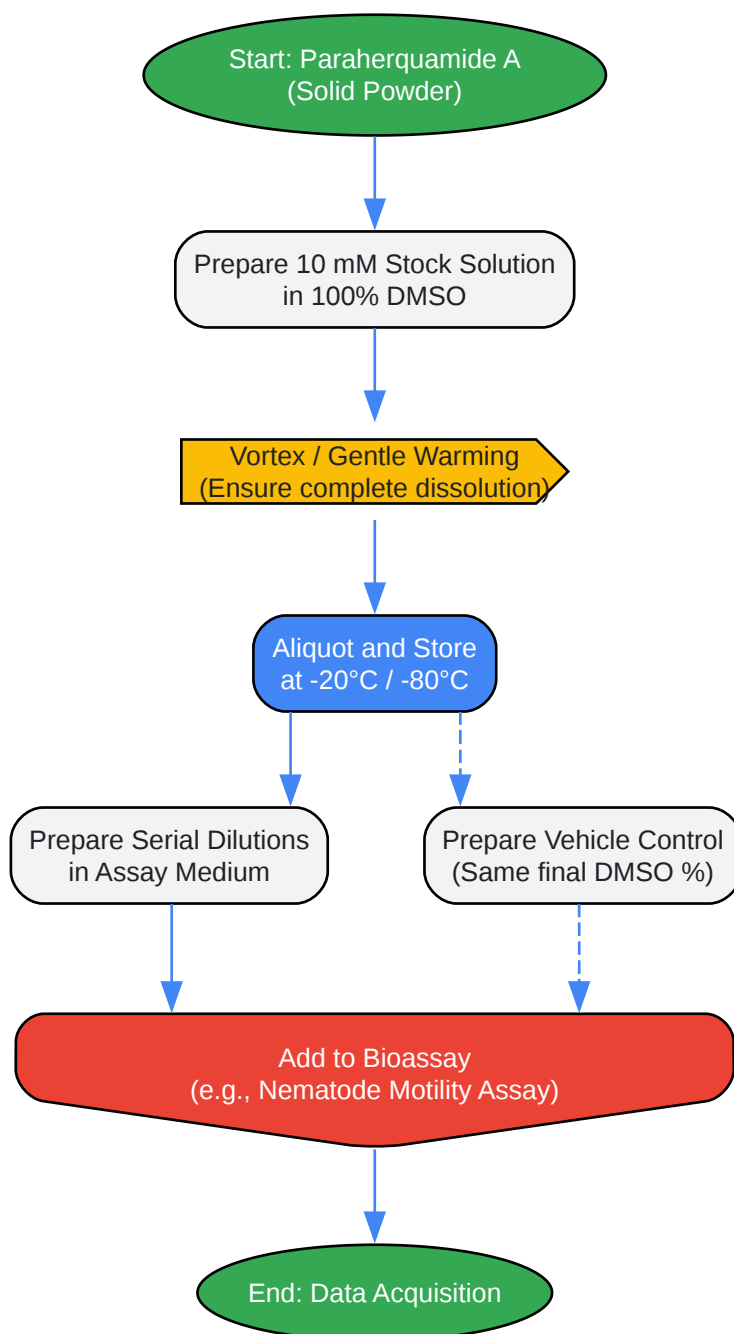 Start: Paraherquamide A
(Solid Powder)
Prepare 10 mM Stock Solution
in 100% DMSO
Vortex / Gentle Warming
(Ensure complete dissolution)
Aliquot and Store
at -20°C / -80°C
Prepare Serial Dilutions
in Assay Medium
Prepare Vehicle Control
(Same final DMSO %)
Add to Bioassay
(e.g., Nematode Motility Assay)
End: Data Acquisition